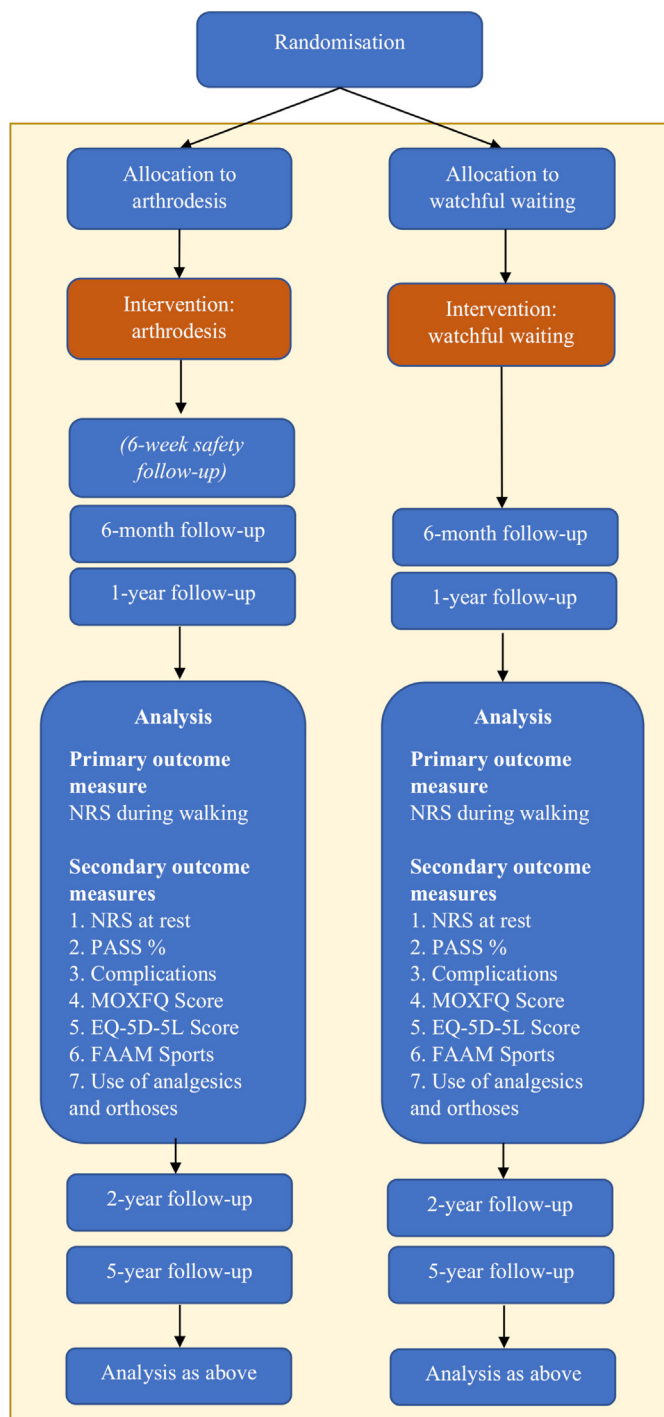 Randomisation
Allocation to
arthrodesis
Intervention:
arthrodesis
(6-week safety
follow-up)
6-month follow-up
1-year follow-up
Analysis
Primary outcome
measure
NRS during walking
Secondary outcome
measures
1. NRS at rest
2. PASS %
3. Complications
4. MOXFQ Score
5. EQ-5D-5L Score
6. FAAM Sports
7. Use of analgesics
and orthoses
2-year follow-up
5-year follow-up
Analysis as above
Allocation to
watchful waiting
Intervention:
watchful waiting
6-month follow-up
1-year follow-up
Analysis
Primary outcome
measure
NRS during walking
Secondary outcome
measures
1. NRS at rest
2. PASS %
3. Complications
4. MOXFQ Score
5. EQ-5D-5L Score
6. FAAM Sports
7. Use of analgesics
and orthoses
2-year follow-up
5-year follow-up
Analysis as above